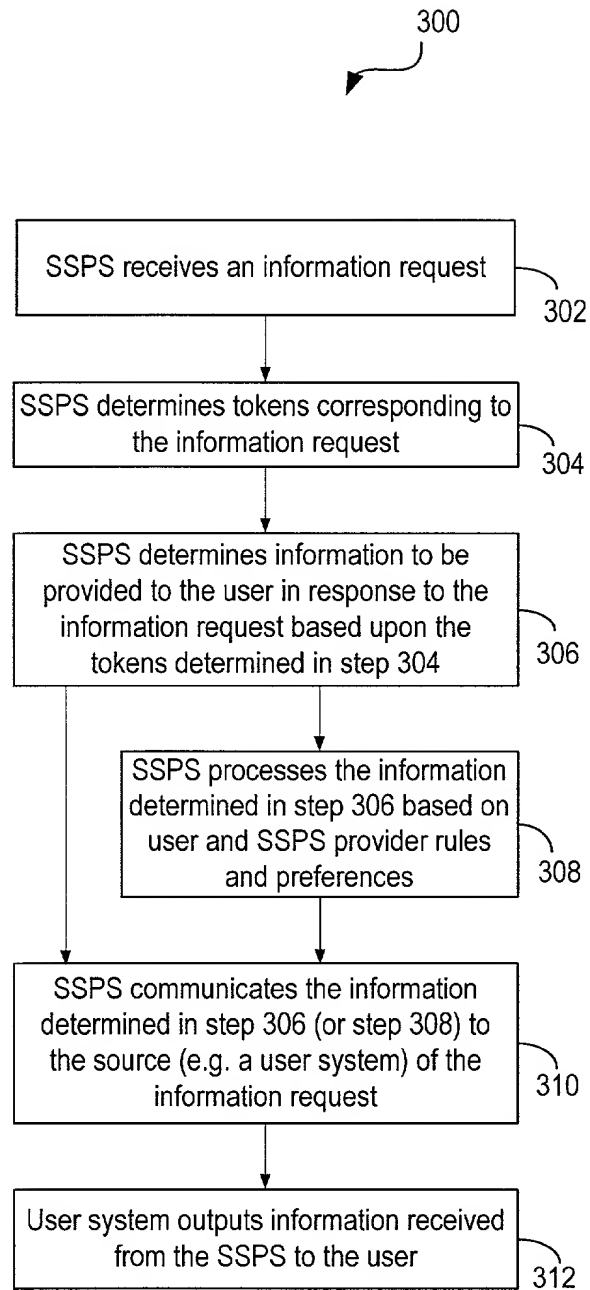 300
SSPS receives an information request
302
SSPS determines tokens corresponding to
the information request
304
SSPS determines information to be
provided to the user in response to the
information request based upon the
tokens determined in step 304
306
SSPS processes the information
determined in step 306 based on
user and SSPS provider rules
and preferences
308
SSPS communicates the information
determined in step 306 (or step 308) to
the source (e.g. a user system) of the
information request
310
User system outputs information received
from the SSPS to the user
312